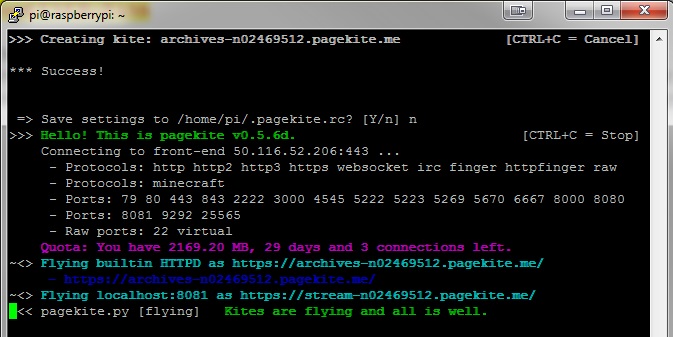 pi@raspberrypi: ~
>>> Creating kite: archives-n02469512.pagekite.me [CTRL+C = Cancel]
*** Success!
=> Save settings to /home/pi/.pagekite.rc? [Y/n] n
>>> Hello! This is pagekite v0.5.6d. [CTRL+C = Stop]
Connecting to front-end 50.116.52.206:443 ...
- Protocols: http http2 http3 https websocket irc finger httpfinger raw
- Protocols: minecraft
- Ports: 79 80 443 843 2222 3000 4545 5222 5223 5269 5670 6667 8000 8080
- Ports: 8081 9292 25565
- Raw ports: 22 virtual
Quota: You have 2169.20 MB, 29 days and 3 connections left.
~<> Flying builtin HTTPD as https://archives-n02469512.pagekite.me/
- https://archives-n02469512.pagekite.me/
~<> Flying localhost:8081 as https://stream-n02469512.pagekite.me/
<< pagekite.py [flying] Kites are flying and all is well.